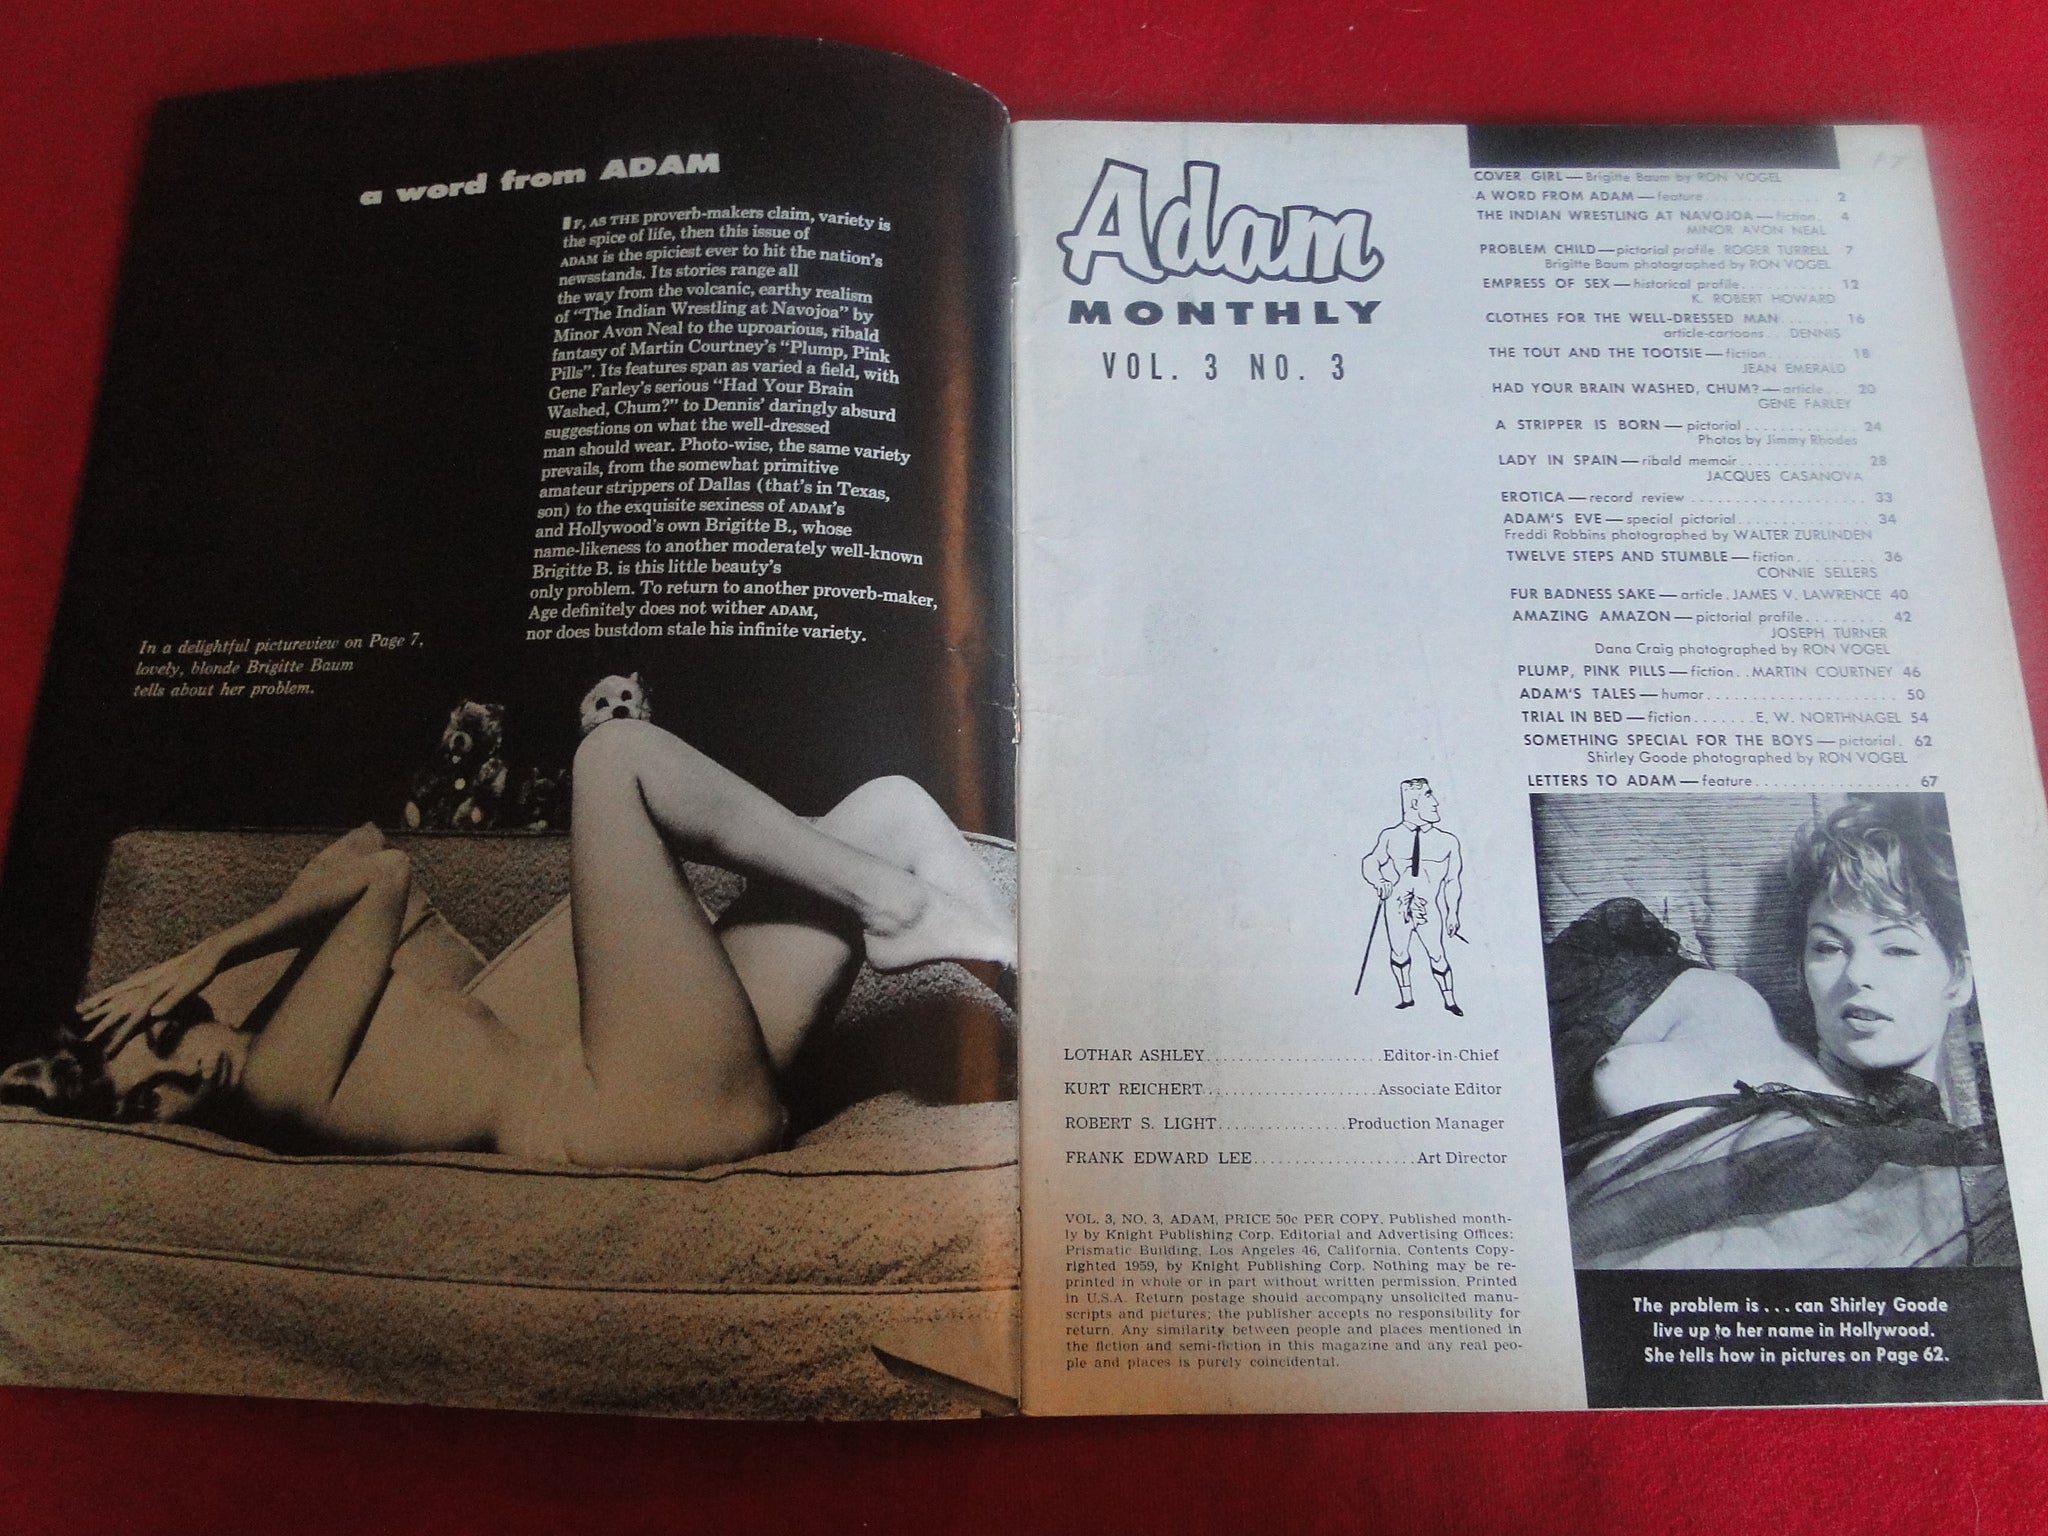 a word from ADAM
IF, AS THE proverb-makers claim, variety is
the spice of life, then this issue of
ADAM is the spiciest ever to hit the nation's
newsstands. Its stories range all
the way from the volcanic, earthy realism
of "The Indian Wrestling at Navojoa" by
Minor Avon Neal to the uproarious, ribald
fantasy of Martin Courtney's "Plump, Pink
Pills". Its features span as varied a field, with
Gene Farley's serious "Had Your Brain
Washed, Chum?" to Dennis' daringly absurd
suggestions on what the well-dressed
man should wear. Photo-wise, the same variety
prevails, from the somewhat primitive
amateur strippers of Dallas (that's in Texas,
son) to the exquisite sexiness of ADAM'S
and Hollywood's own Brigitte B., whose
name-likeness to another moderately well-known
Brigitte B. is this little beauty's
only problem. To return to another proverb-maker,
Age definitely does not wither ADAM,
nor does bustdom stale his infinite variety.
In a delightful picturereview on Page 7,
lovely, blonde Brigitte Baum
tells about her problem.
Adam
MONTHLY
VOL. 3 NO. 3
COVER GIRL — Brigitte Baum by RON VOGEL
A WORD FROM ADAM — feature . . . . . . . . . . . . . . 2
THE INDIAN WRESTLING AT NAVOJOA — fiction. 4
MINOR AVON NEAL
PROBLEM CHILD — pictorial profile. ROGER TURRELL 7
Brigitte Baum photographed by RON VOGEL
EMPRESS OF SEX — historical profile . . . . . . . . . . . 12
K. ROBERT HOWARD
CLOTHES FOR THE WELL-DRESSED MAN . . . . . . . 16
article-cartoons . . DENNIS
THE TOUT AND THE TOOTSIE — fiction . . . . . . . . . 18
JEAN EMERALD
HAD YOUR BRAIN WASHED, CHUM? — article . . . 20
GENE FARLEY
A STRIPPER IS BORN — pictorial . . . . . . . . . . . . 24
Photos by Jimmy Rhodes
LADY IN SPAIN — ribald memoir . . . . . . . . . . . . 28
JACQUES CASANOVA
EROTICA — record review . . . . . . . . . . . . . . . . . . 33
ADAM'S EVE — special pictorial . . . . . . . . . . . . . 34
Freddi Robbins photographed by WALTER ZURLINDEN
TWELVE STEPS AND STUMBLE — fiction . . . . . . . . 36
CONNIE SELLERS
FUR BADNESS SAKE — article . JAMES V. LAWRENCE 40
AMAZING AMAZON — pictorial profile . . . . . . . . . 42
JOSEPH TURNER
Dana Craig photographed by RON VOGEL
PLUMP, PINK PILLS — fiction . . MARTIN COURTNEY 46
ADAM'S TALES — humor . . . . . . . . . . . . . . . . . . . 50
TRIAL IN BED — fiction . . . . . . . E. W. NORTHNAGEL 54
SOMETHING SPECIAL FOR THE BOYS — pictorial . 62
Shirley Goode photographed by RON VOGEL
LETTERS TO ADAM — feature . . . . . . . . . . . . . . . . 67
LOTHAR ASHLEY . . . . . . . . . . . . . . . . . . . . Editor-in-Chief
KURT REICHERT . . . . . . . . . . . . . . . . . . . . Associate Editor
ROBERT S. LIGHT . . . . . . . . . . . . . . . Production Manager
FRANK EDWARD LEE . . . . . . . . . . . . . . . . . . . Art Director
VOL. 3, NO. 3, ADAM, PRICE 50c PER COPY. Published month-
ly by Knight Publishing Corp. Editorial and Advertising Offices:
Prismatic Building, Los Angeles 46, California. Contents Copy-
righted 1959, by Knight Publishing Corp. Nothing may be re-
printed in whole or in part without written permission. Printed
in U.S.A. Return postage should accompany unsolicited manu-
scripts and pictures; the publisher accepts no responsibility for
return. Any similarity between people and places mentioned in
the fiction and semi-fiction in this magazine and any real peo-
ple and places is purely coincidental.
The problem is . . . can Shirley Goode
live up to her name in Hollywood.
She tells how in pictures on Page 62.